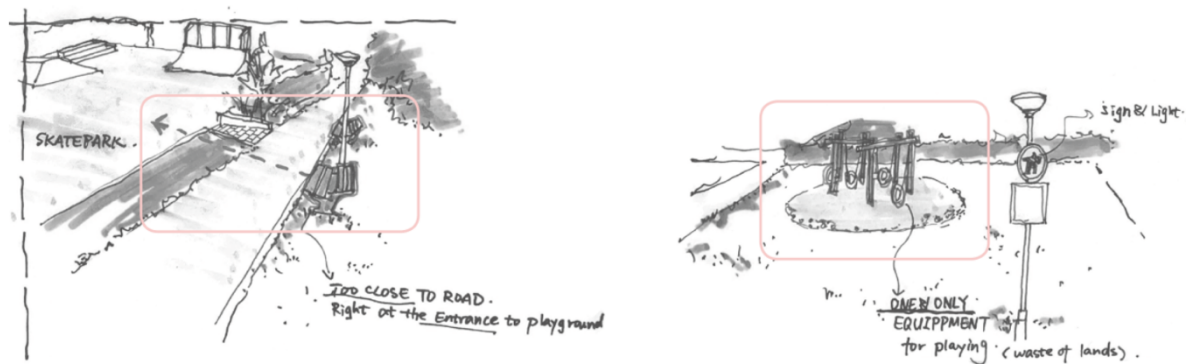 SKATEPARK.
TOO CLOSE TO ROAD.
Right at the Entrance to playground
Sign & Light.
ONE & ONLY
EQUIPPMENT
for playing. (waste of lands).